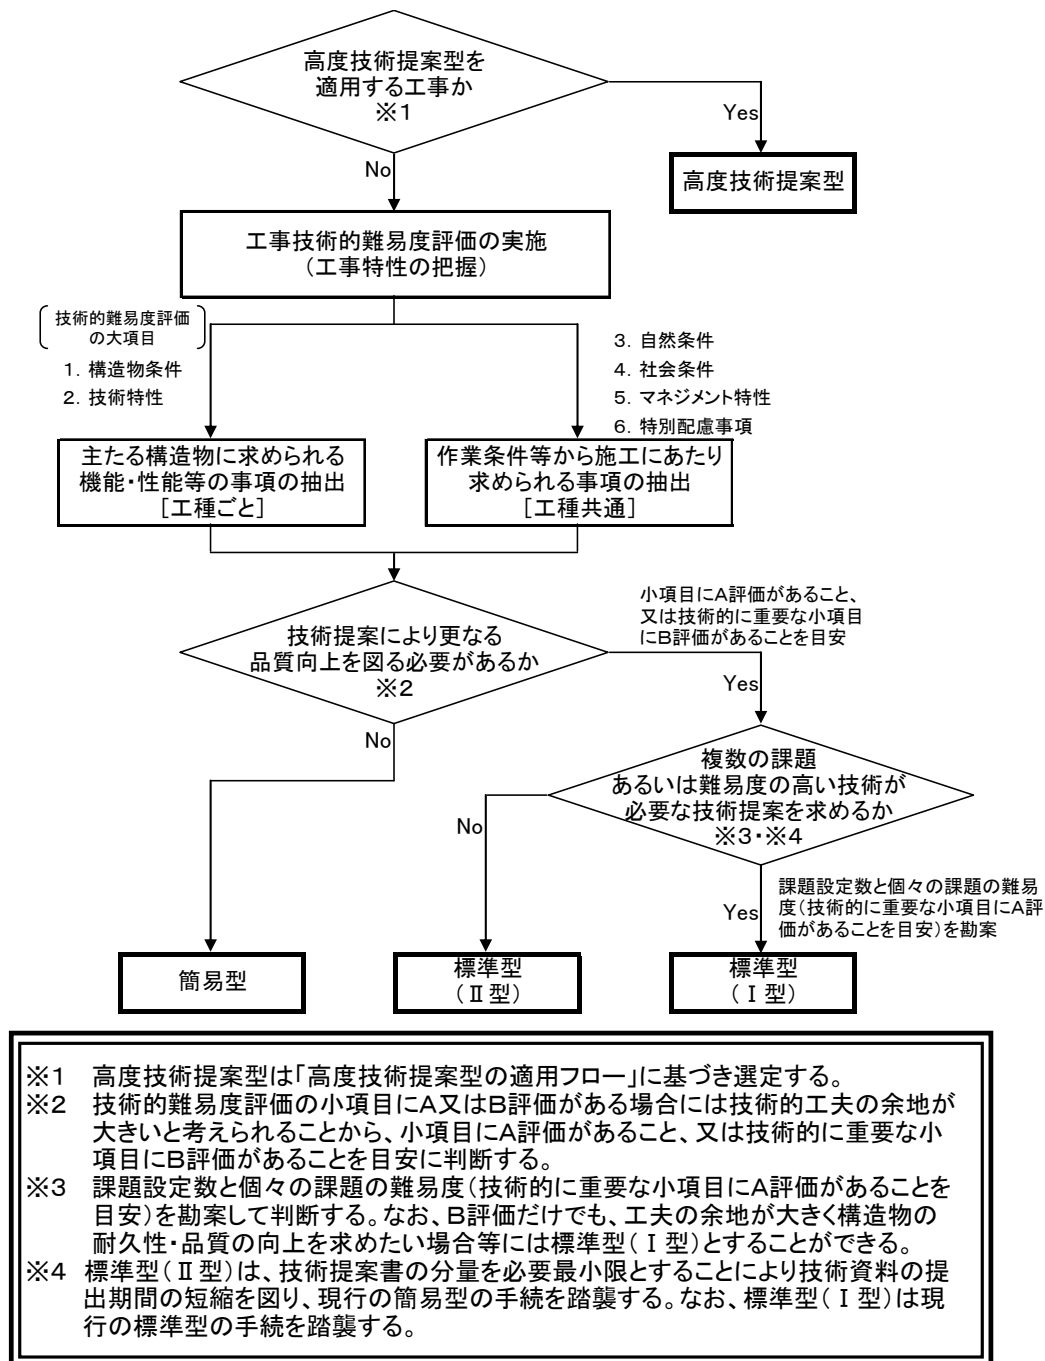 高度技術提案型を
適用する工事か
※1
Yes
高度技術提案型
No
工事技術的難易度評価の実施
（工事特性の把握）
技術的難易度評価
の大項目
1. 構造物条件
2. 技術特性
3. 自然条件
4. 社会条件
5. マネジメント特性
6. 特別配慮事項
主たる構造物に求められる
機能・性能等の事項の抽出
［工種ごと］
作業条件等から施工にあたり
求められる事項の抽出
［工種共通］
小項目にA評価があること、
又は技術的に重要な小項目
にB評価があることを目安
技術提案により更なる
品質向上を図る必要があるか
※2
Yes
No
複数の課題
あるいは難易度の高い技術が
必要な技術提案を求めるか
※3・※4
No
Yes
課題設定数と個々の課題の難易
度（技術的に重要な小項目にA評
価があることを目安）を勘案
簡易型
標準型
（Ⅱ型）
標準型
（Ⅰ型）
※1 高度技術提案型は「高度技術提案型の適用フロー」に基づき選定する。
※2 技術的難易度評価の小項目にA又はB評価がある場合には技術的工夫の余地が
大きいと考えられることから、小項目にA評価があること、又は技術的に重要な小
項目にB評価があることを目安に判断する。
※3 課題設定数と個々の課題の難易度（技術的に重要な小項目にA評価があることを
目安）を勘案して判断する。なお、B評価だけでも、工夫の余地が大きく構造物の
耐久性・品質の向上を求めたい場合等には標準型（Ⅰ型）とすることができる。
※4 標準型（Ⅱ型）は、技術提案書の分量を必要最小限とすることにより技術資料の提
出期間の短縮を図り、現行の簡易型の手続を踏襲する。なお、標準型（Ⅰ型）は現
行の標準型の手続を踏襲する。